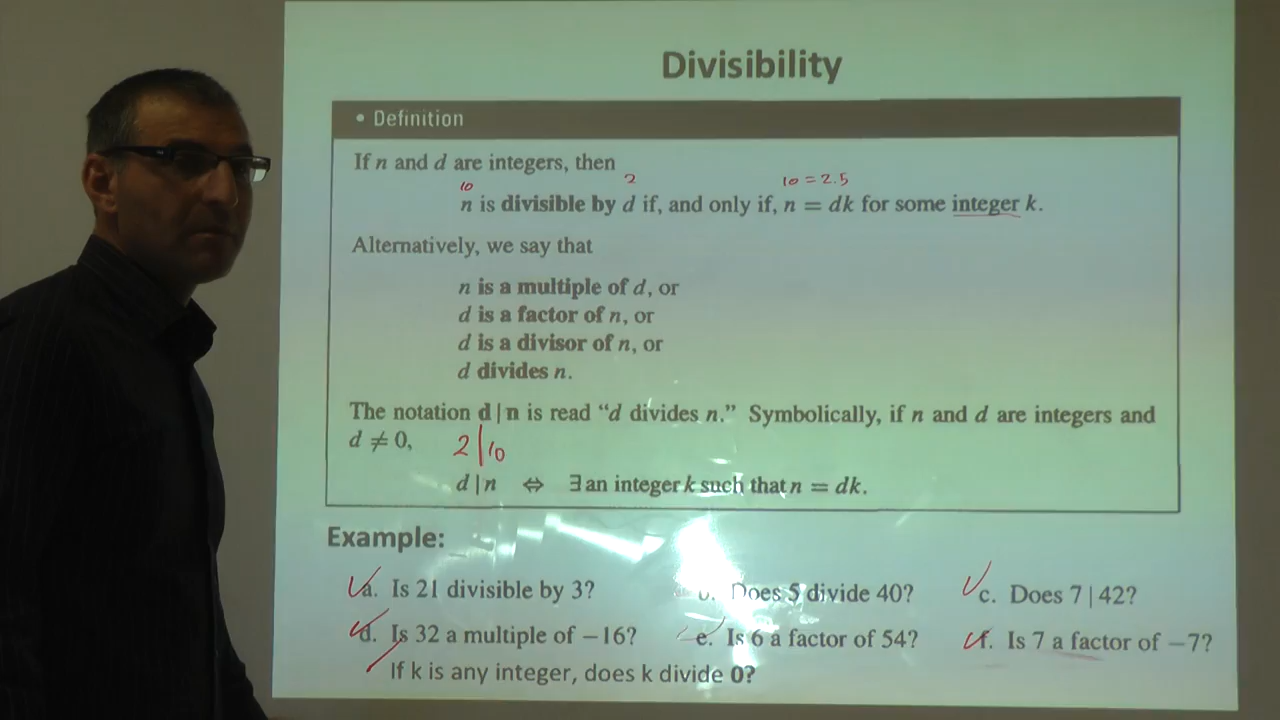 Divisibility
• Definition
If n and d are integers, then
10 2 10 = 2.5
n is divisible by d if, and only if, n = dk for some integer k.
Alternatively, we say that
n is a multiple of d, or
d is a factor of n, or
d is a divisor of n, or
d divides n.
The notation d | n is read “d divides n.” Symbolically, if n and d are integers and
d ≠ 0,
2 | 10
d | n ⇔ ∃ an integer k such that n = dk.
Example:
a. Is 21 divisible by 3? b. Does 5 divide 40? c. Does 7 | 42?
d. Is 32 a multiple of −16? e. Is 6 a factor of 54? f. Is 7 a factor of −7?
If k is any integer, does k divide 0?